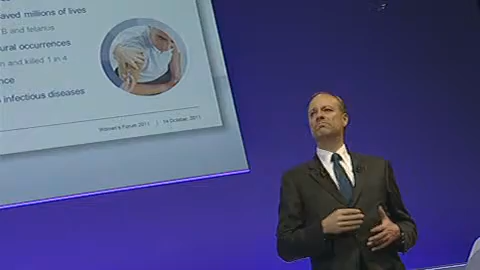 aved millions of lives
B and tetanus
ural occurrences
n and killed 1 in 4
nce
infectious diseases
Women's Forum 2011 | 14 October, 2011